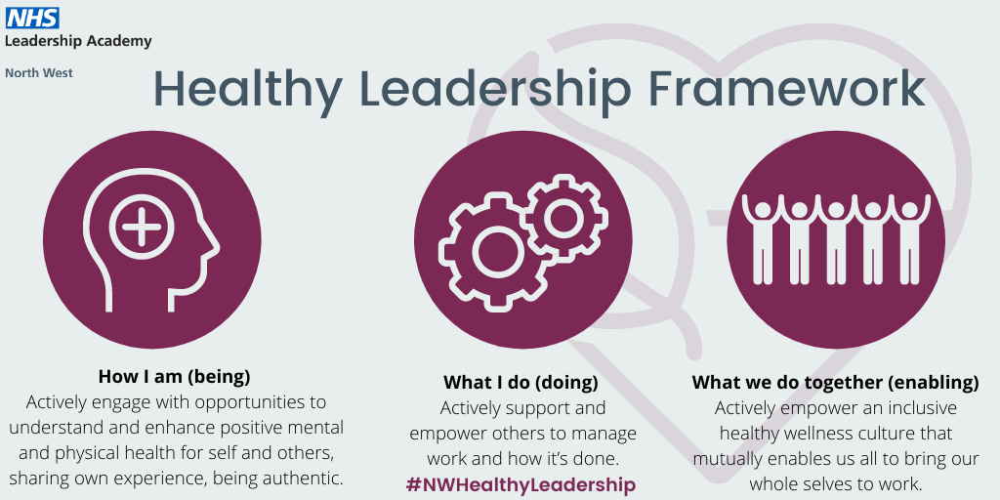 NHS
Leadership Academy
North West
Healthy Leadership Framework
How I am (being)
Actively engage with opportunities to
understand and enhance positive mental
and physical health for self and others,
sharing own experience, being authentic.
What I do (doing)
Actively support and
empower others to manage
work and how it’s done.
#NWHealthyLeadership
What we do together (enabling)
Actively empower an inclusive
healthy wellness culture that
mutually enables us all to bring our
whole selves to work.